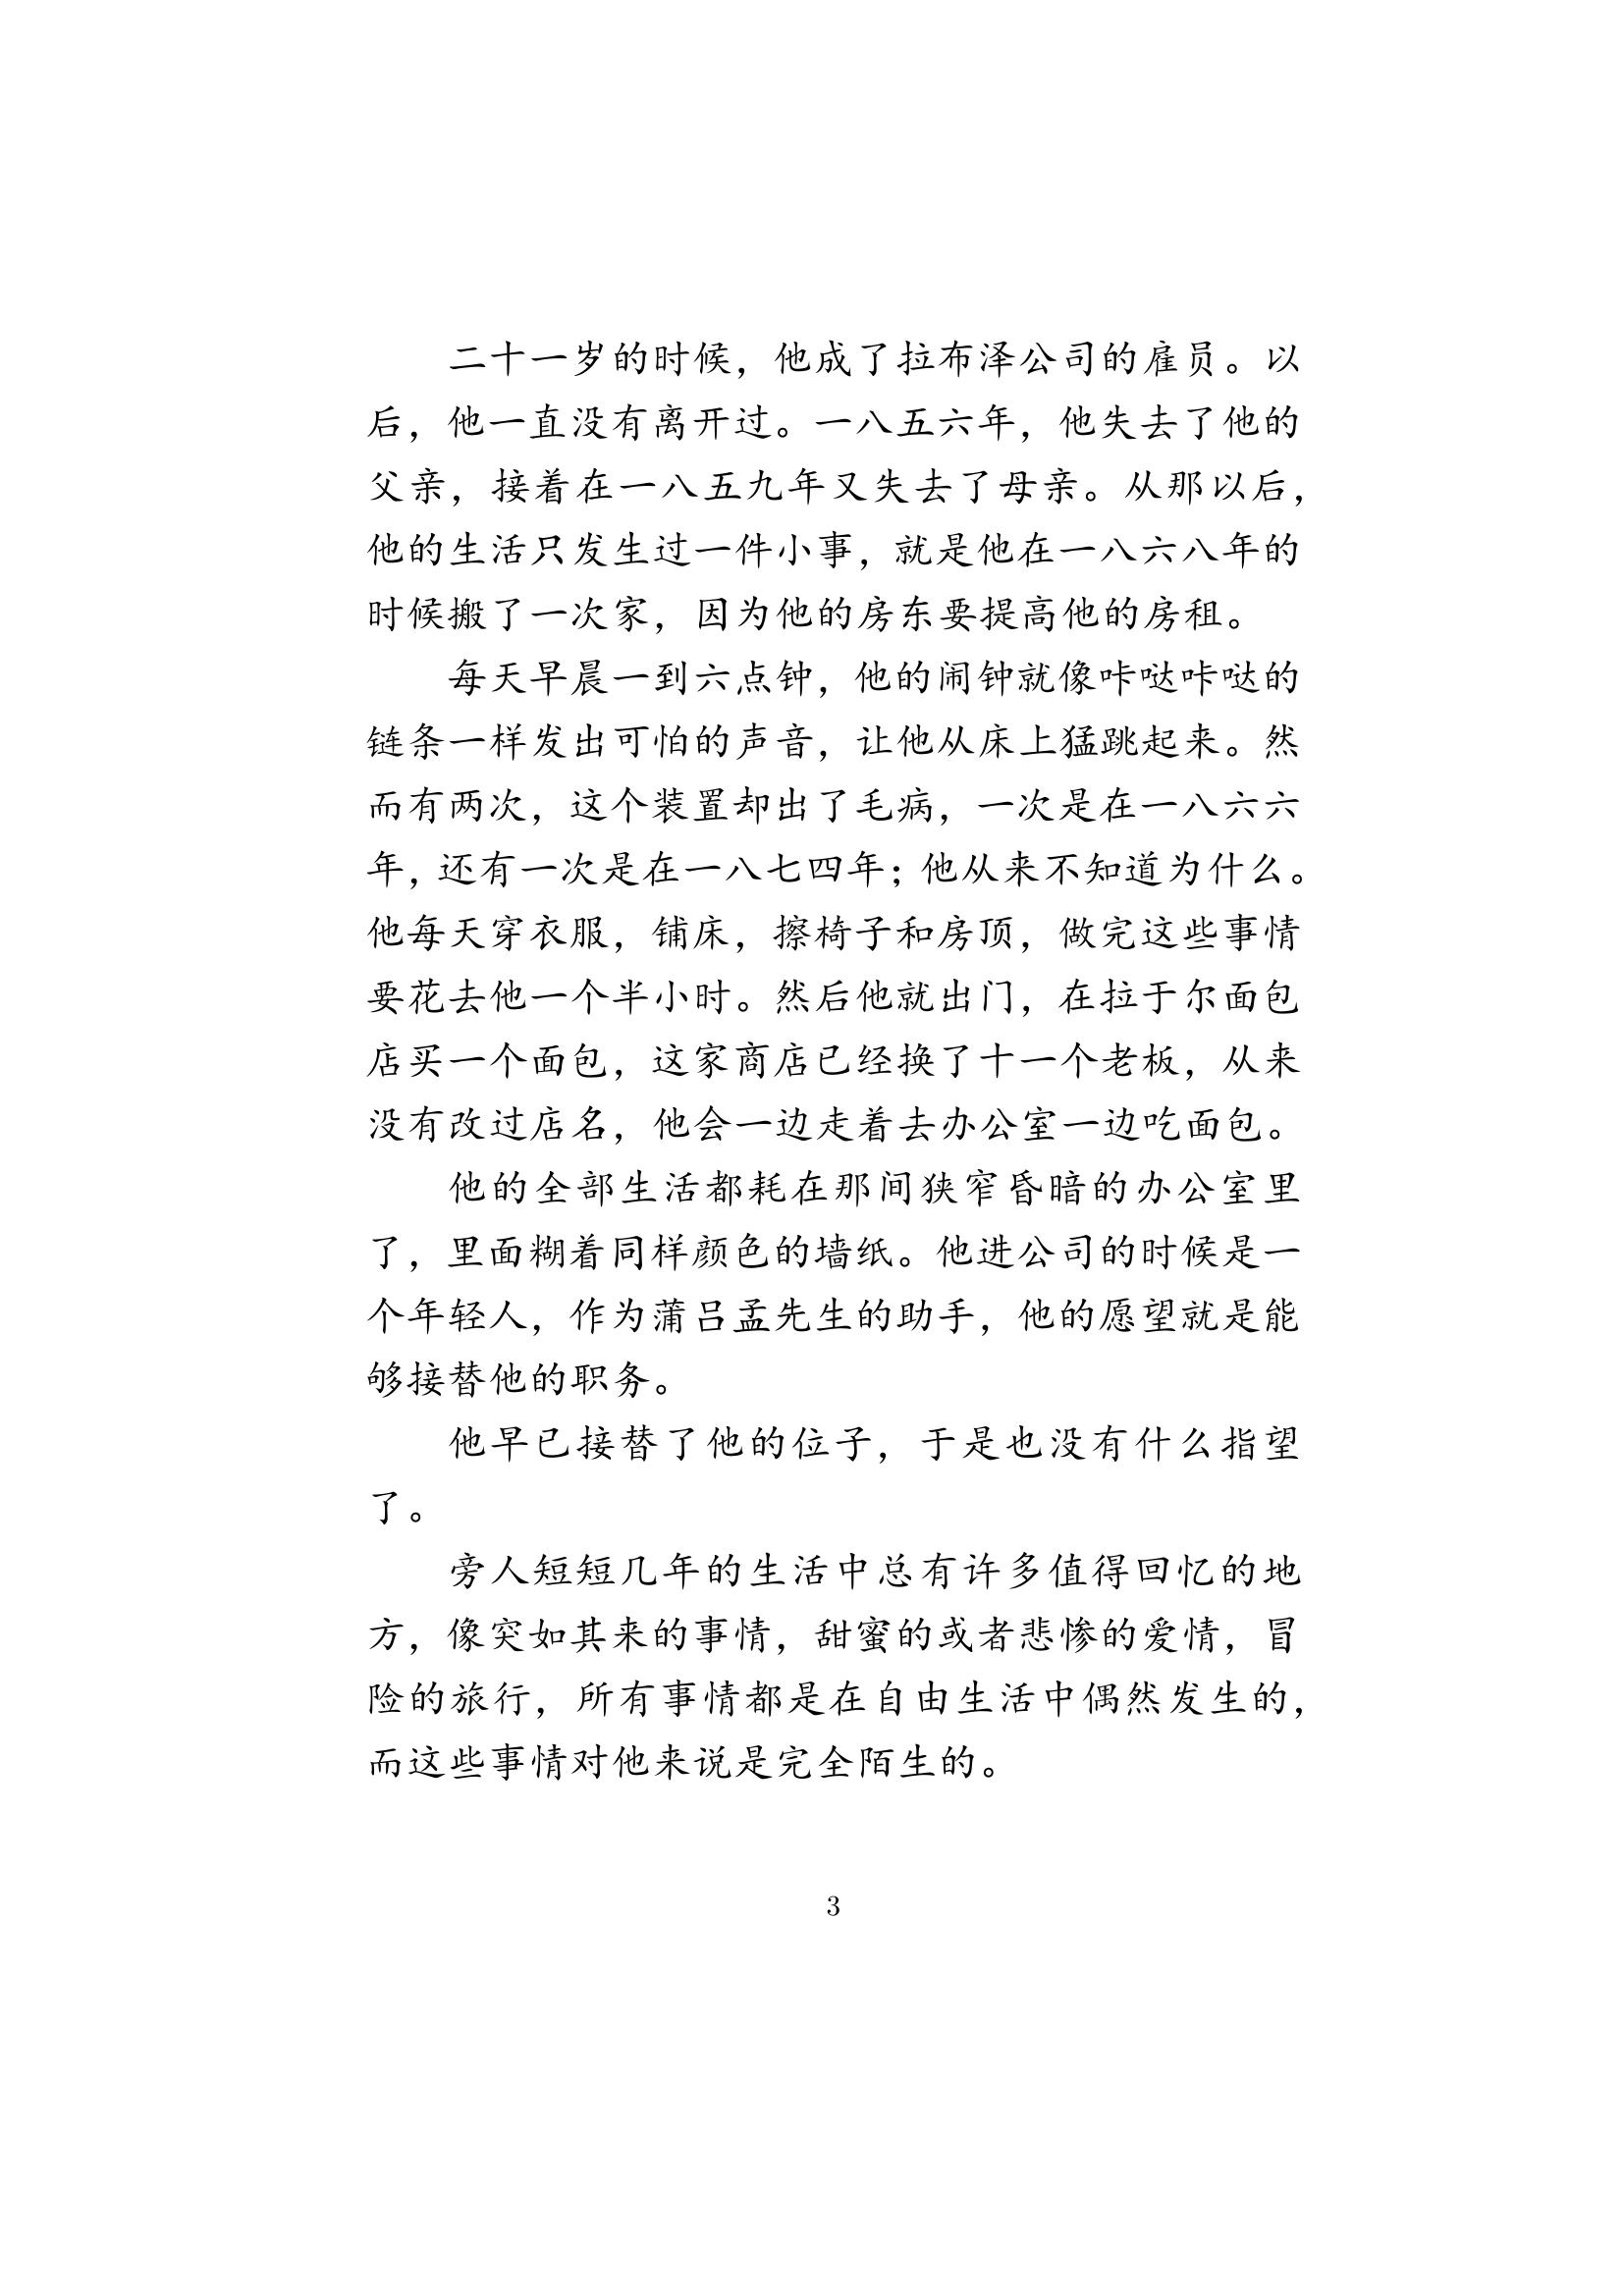 二十一岁的时候，他成了拉布泽公司的雇员。以
后，他一直没有离开过。一八五六年，他失去了他的
父亲，接着在一八五九年又失去了母亲。从那以后，
他的生活只发生过一件小事，就是他在一八六八年的
时候搬了一次家，因为他的房东要提高他的房租。
每天早晨一到六点钟，他的闹钟就像咔哒咔哒的
链条一样发出可怕的声音，让他从床上猛跳起来。然
而有两次，这个装置却出了毛病，一次是在一八六六
年，还有一次是在一八七四年；他从来不知道为什么。
他每天穿衣服，铺床，擦椅子和房顶，做完这些事情
要花去他一个半小时。然后他就出门，在拉于尔面包
店买一个面包，这家商店已经换了十一个老板，从来
没有改过店名，他会一边走着去办公室一边吃面包。
他的全部生活都耗在那间狭窄昏暗的办公室里
了，里面糊着同样颜色的墙纸。他进公司的时候是一
个年轻人，作为蒲吕孟先生的助手，他的愿望就是能
够接替他的职务。
他早已接替了他的位子，于是也没有什么指望
了。
旁人短短几年的生活中总有许多值得回忆的地
方，像突如其来的事情，甜蜜的或者悲惨的爱情，冒
险的旅行，所有事情都是在自由生活中偶然发生的，
而这些事情对他来说是完全陌生的。
3